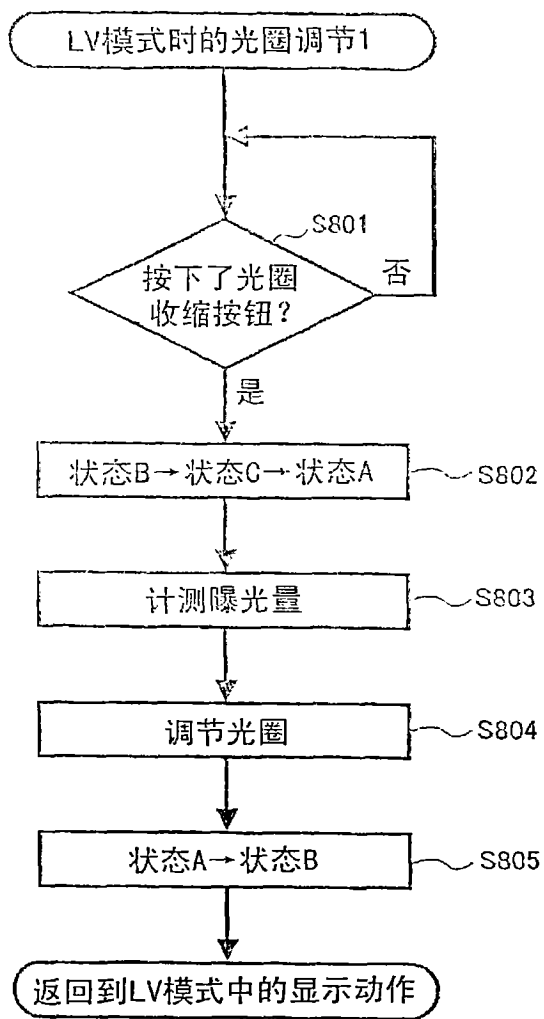 LV模式时的光圈调节1
S801
按下了光圈
收缩按钮？
否
是
状态B→状态C→状态A
S802
计测曝光量
S803
调节光圈
S804
状态A→状态B
S805
返回到LV模式中的显示动作